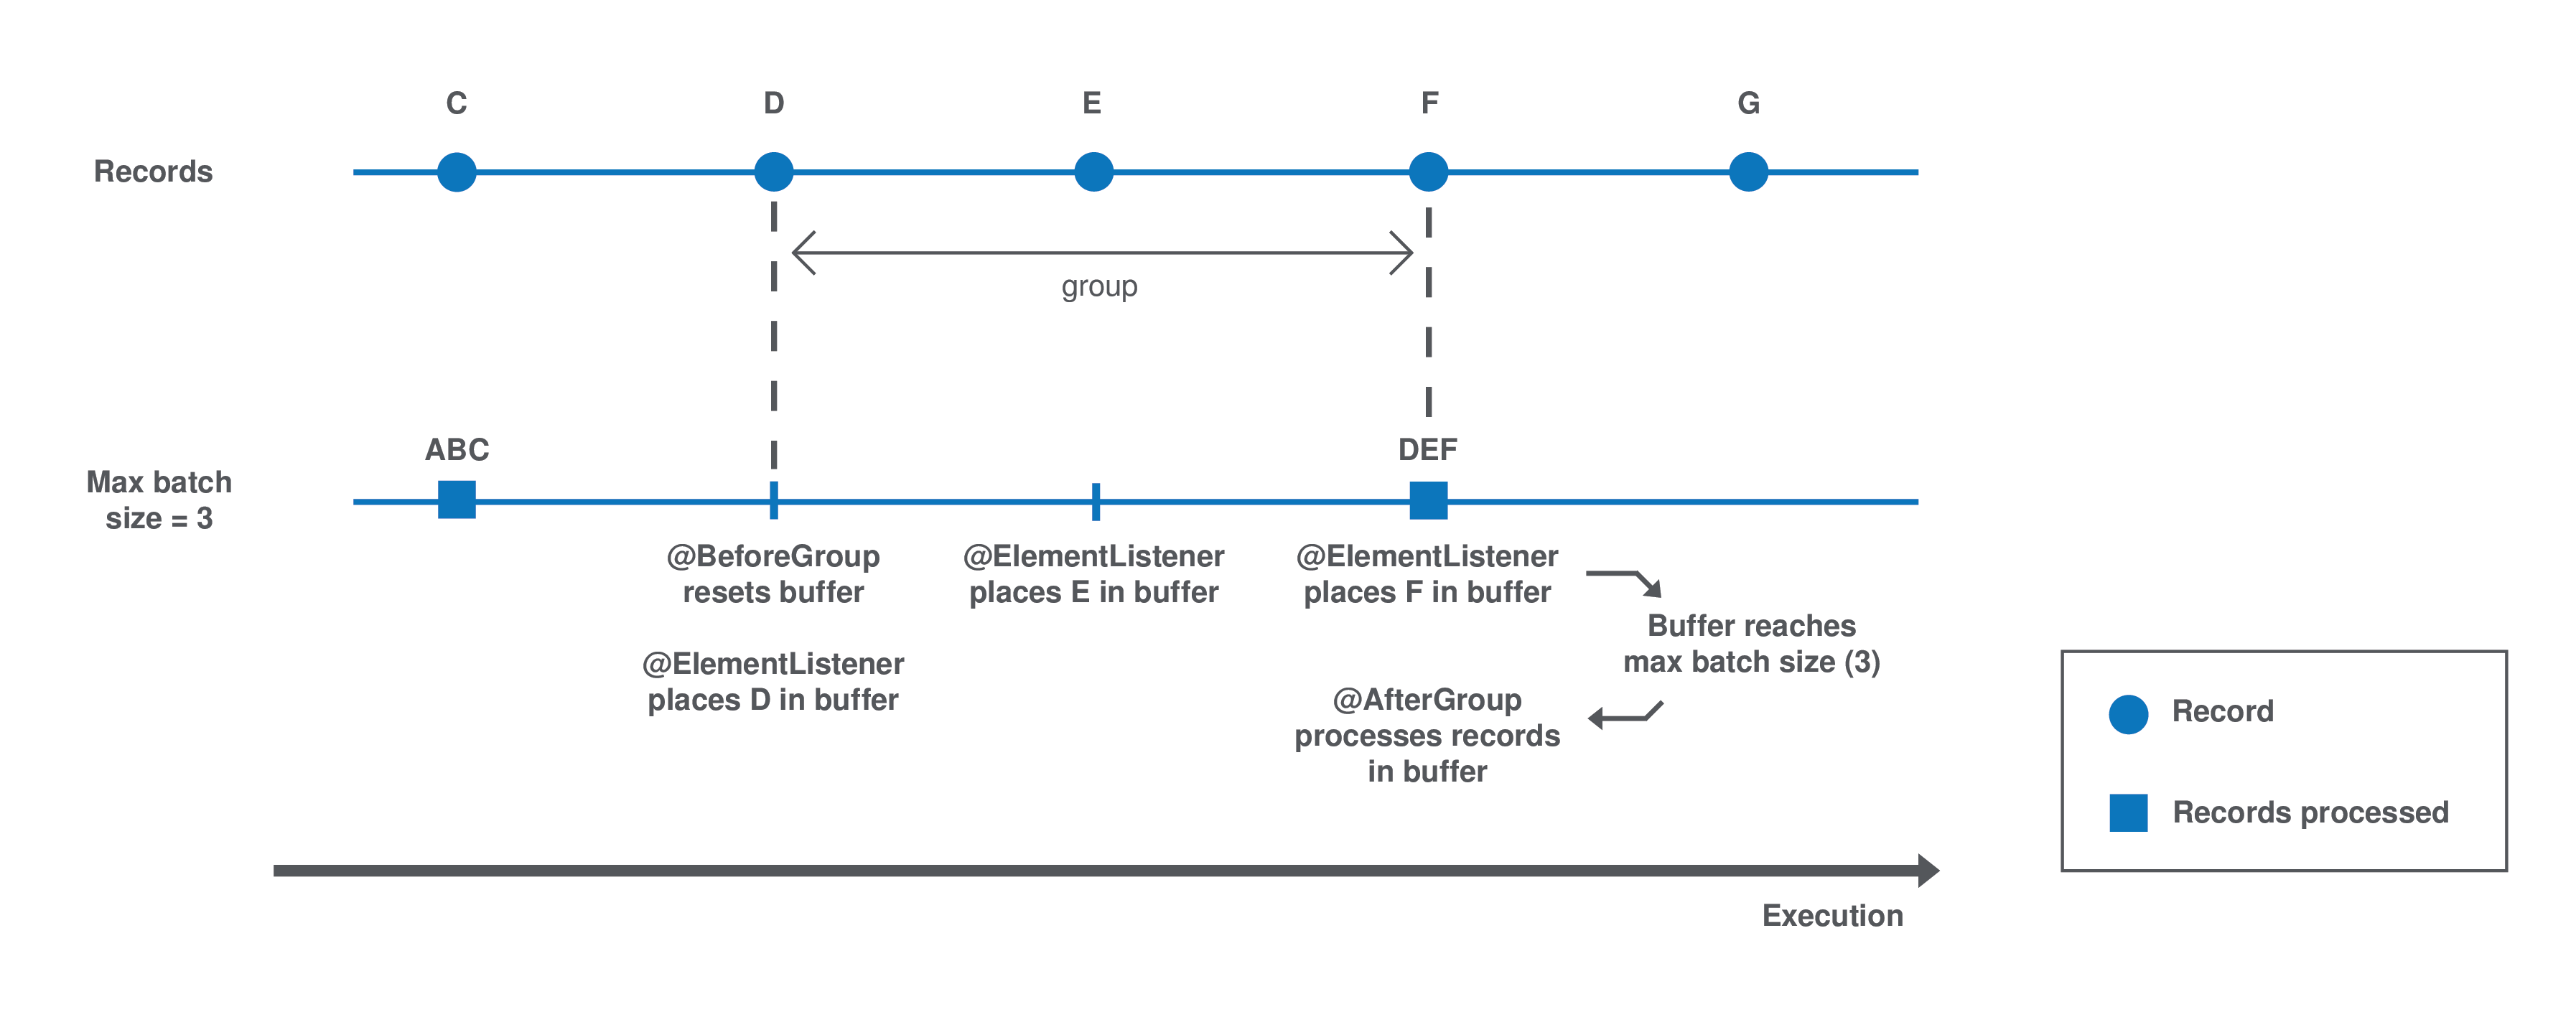 C D E F G
Records
group
ABC DEF
Max batch
size = 3
@BeforeGroup
resets buffer
@ElementListener
places D in buffer
@ElementListener
places E in buffer
@ElementListener
places F in buffer
Buffer reaches
max batch size (3)
@AfterGroup
processes records
in buffer
Record
Records processed
Execution